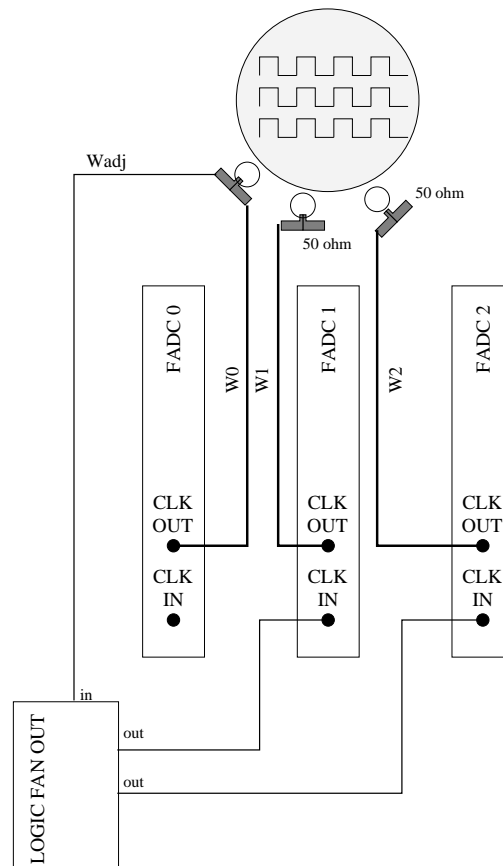 Wadj
50 ohm
50 ohm
FADC 0
FADC 1
FADC 2
W0
W1
W2
CLK
OUT
CLK
OUT
CLK
OUT
CLK
IN
CLK
IN
CLK
IN
in
out
out
LOGIC FAN OUT